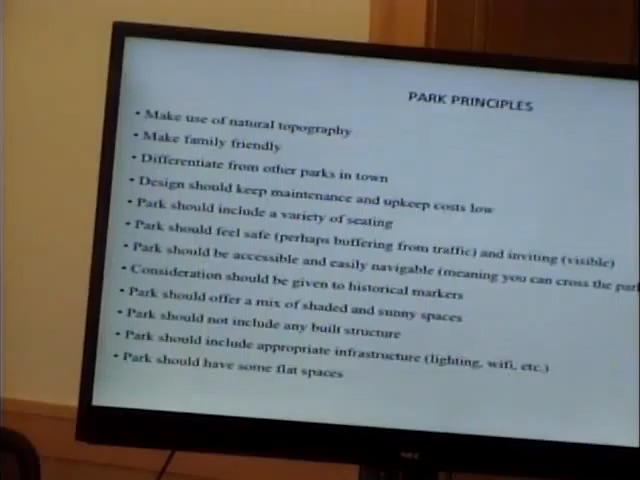 PARK PRINCIPLES
• Make use of natural topography
• Make family friendly
• Differentiate from other parks in town
• Design should keep maintenance and upkeep costs low
• Park should include a variety of seating
• Park should feel safe (perhaps buffering from traffic) and inviting (visible)
• Park should be accessible and easily navigable (meaning you can cross the park
• Consideration should be given to historical markers
• Park should offer a mix of shaded and sunny spaces
• Park should not include any built structure
• Park should include appropriate infrastructure (lighting, wifi, etc.)
• Park should have some flat spaces
NEC